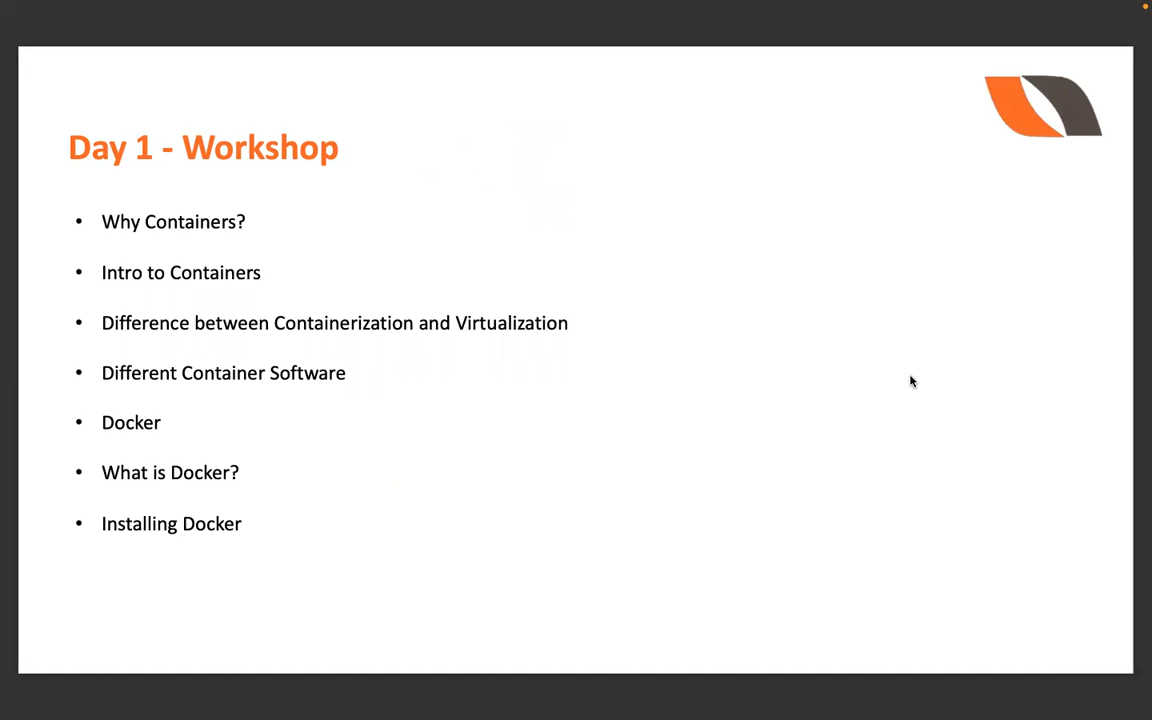 Day 1 - Workshop
• Why Containers?
• Intro to Containers
• Difference between Containerization and Virtualization
• Different Container Software
• Docker
• What is Docker?
• Installing Docker